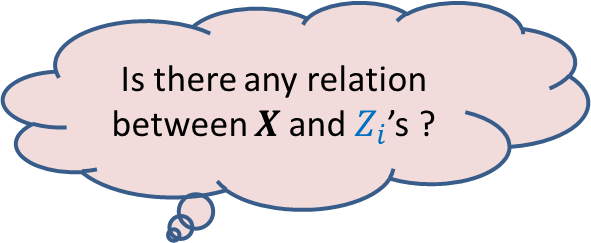 Is there any relation
between X and Zᵢ's ?